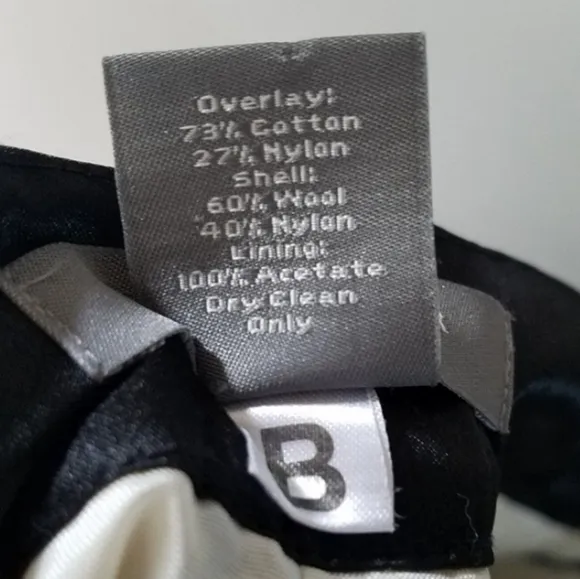 Overlay:
73% Cotton
27% Nylon
Shell:
60% Wool
40% Nylon
Lining:
100% Acetate
Dry Clean
Only
B